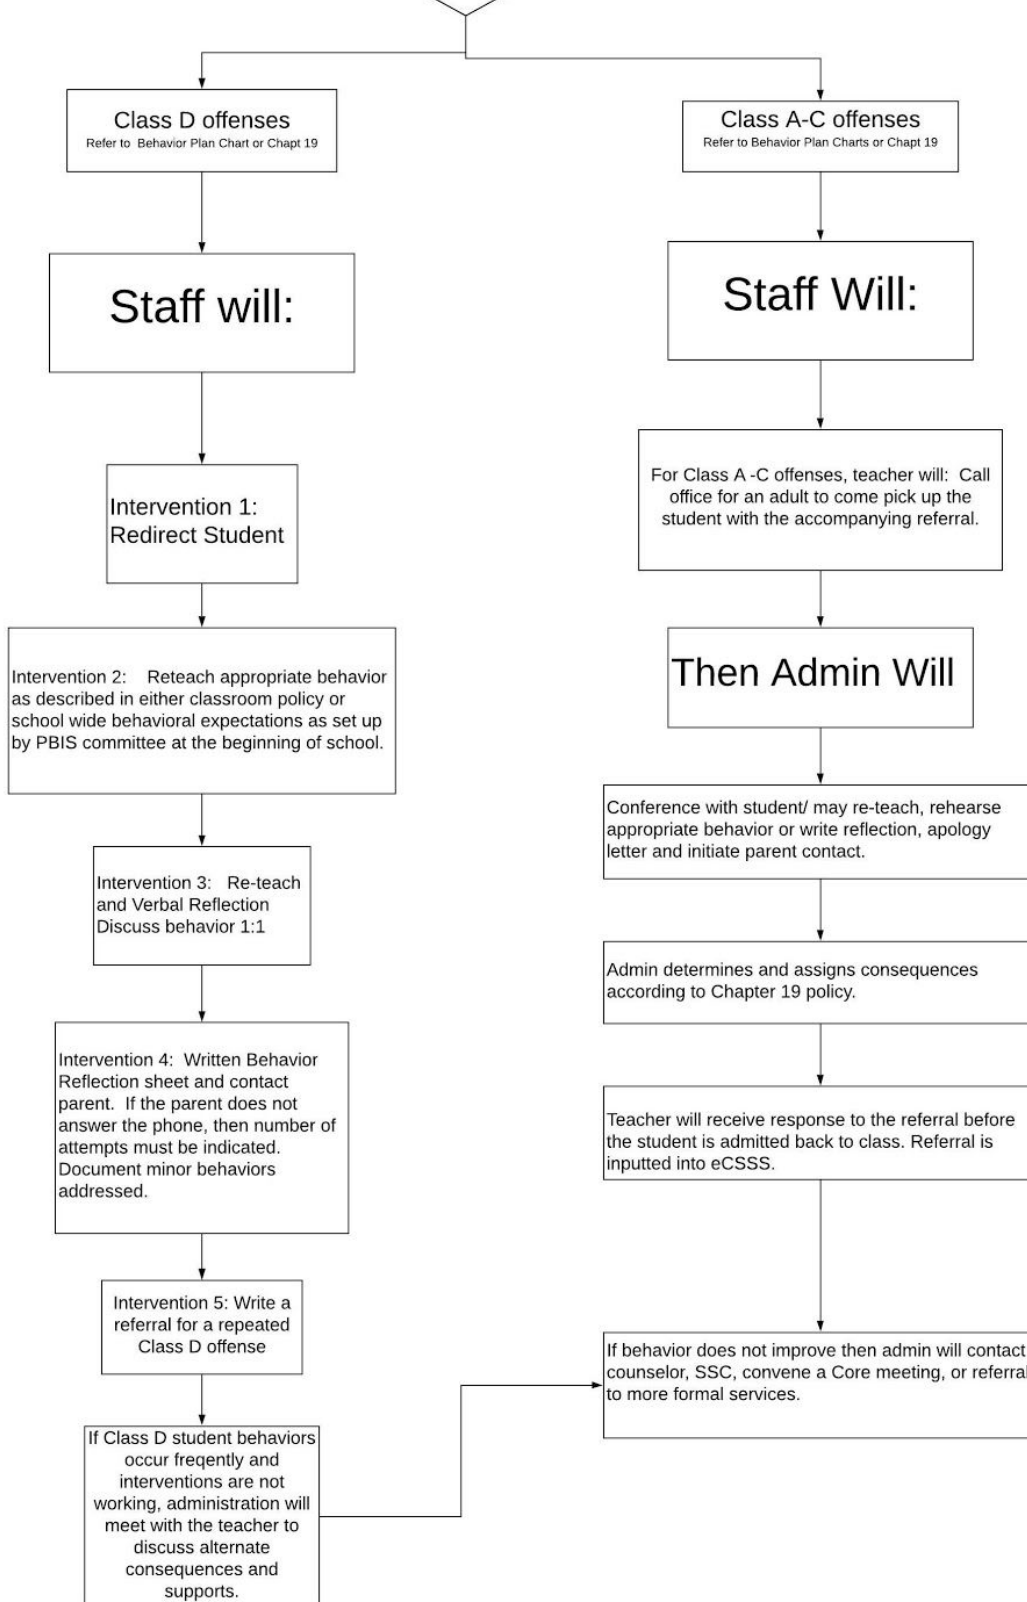 Class D offenses
Refer to  Behavior Plan Chart or Chapt 19
Staff will:
Intervention 1:
Redirect Student
Intervention 2:    Reteach appropriate behavior
as described in either classroom policy or
school wide behavioral expectations as set up
by PBIS committee at the beginning of school.
Intervention 3:   Re-teach
and Verbal Reflection
Discuss behavior 1:1
Intervention 4:  Written Behavior
Reflection sheet and contact
parent.  If the parent does not
answer the phone, then number of
attempts must be indicated.
Document minor behaviors
addressed.
Intervention 5: Write a
referral for a repeated
Class D offense
If Class D student behaviors
occur freqently and
interventions are not
working, administration will
meet with the teacher to
discuss alternate
consequences and
supports.
Class A-C offenses
Refer to Behavior Plan Charts or Chapt 19
Staff Will:
For Class A -C offenses, teacher will:  Call
office for an adult to come pick up the
student with the accompanying referral.
Then Admin Will
Conference with student/ may re-teach, rehearse
appropriate behavior or write reflection, apology
letter and initiate parent contact.
Admin determines and assigns consequences
according to Chapter 19 policy.
Teacher will receive response to the referral before
the student is admitted back to class. Referral is
inputted into eCSSS.
If behavior does not improve then admin will contact
counselor, SSC, convene a Core meeting, or referral
to more formal services.